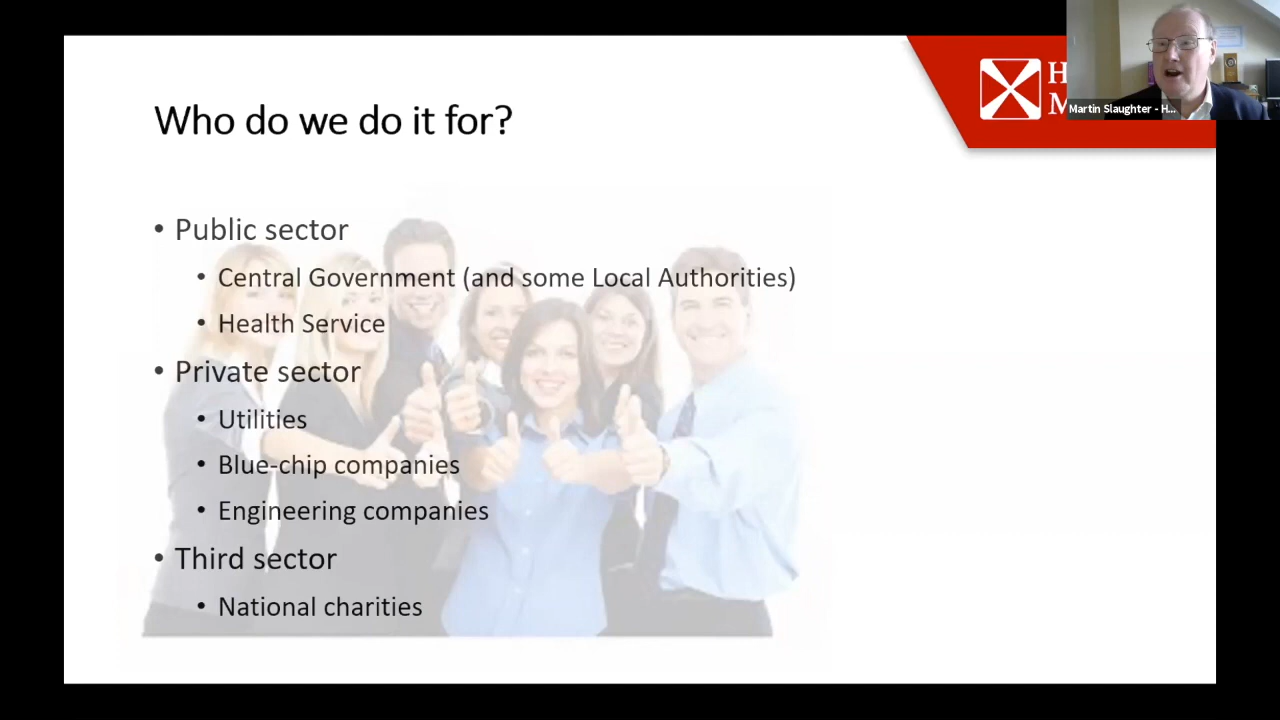 Who do we do it for?
H
M
Martin Slaughter - H...
• Public sector
• Central Government (and some Local Authorities)
• Health Service
• Private sector
• Utilities
• Blue-chip companies
• Engineering companies
• Third sector
• National charities